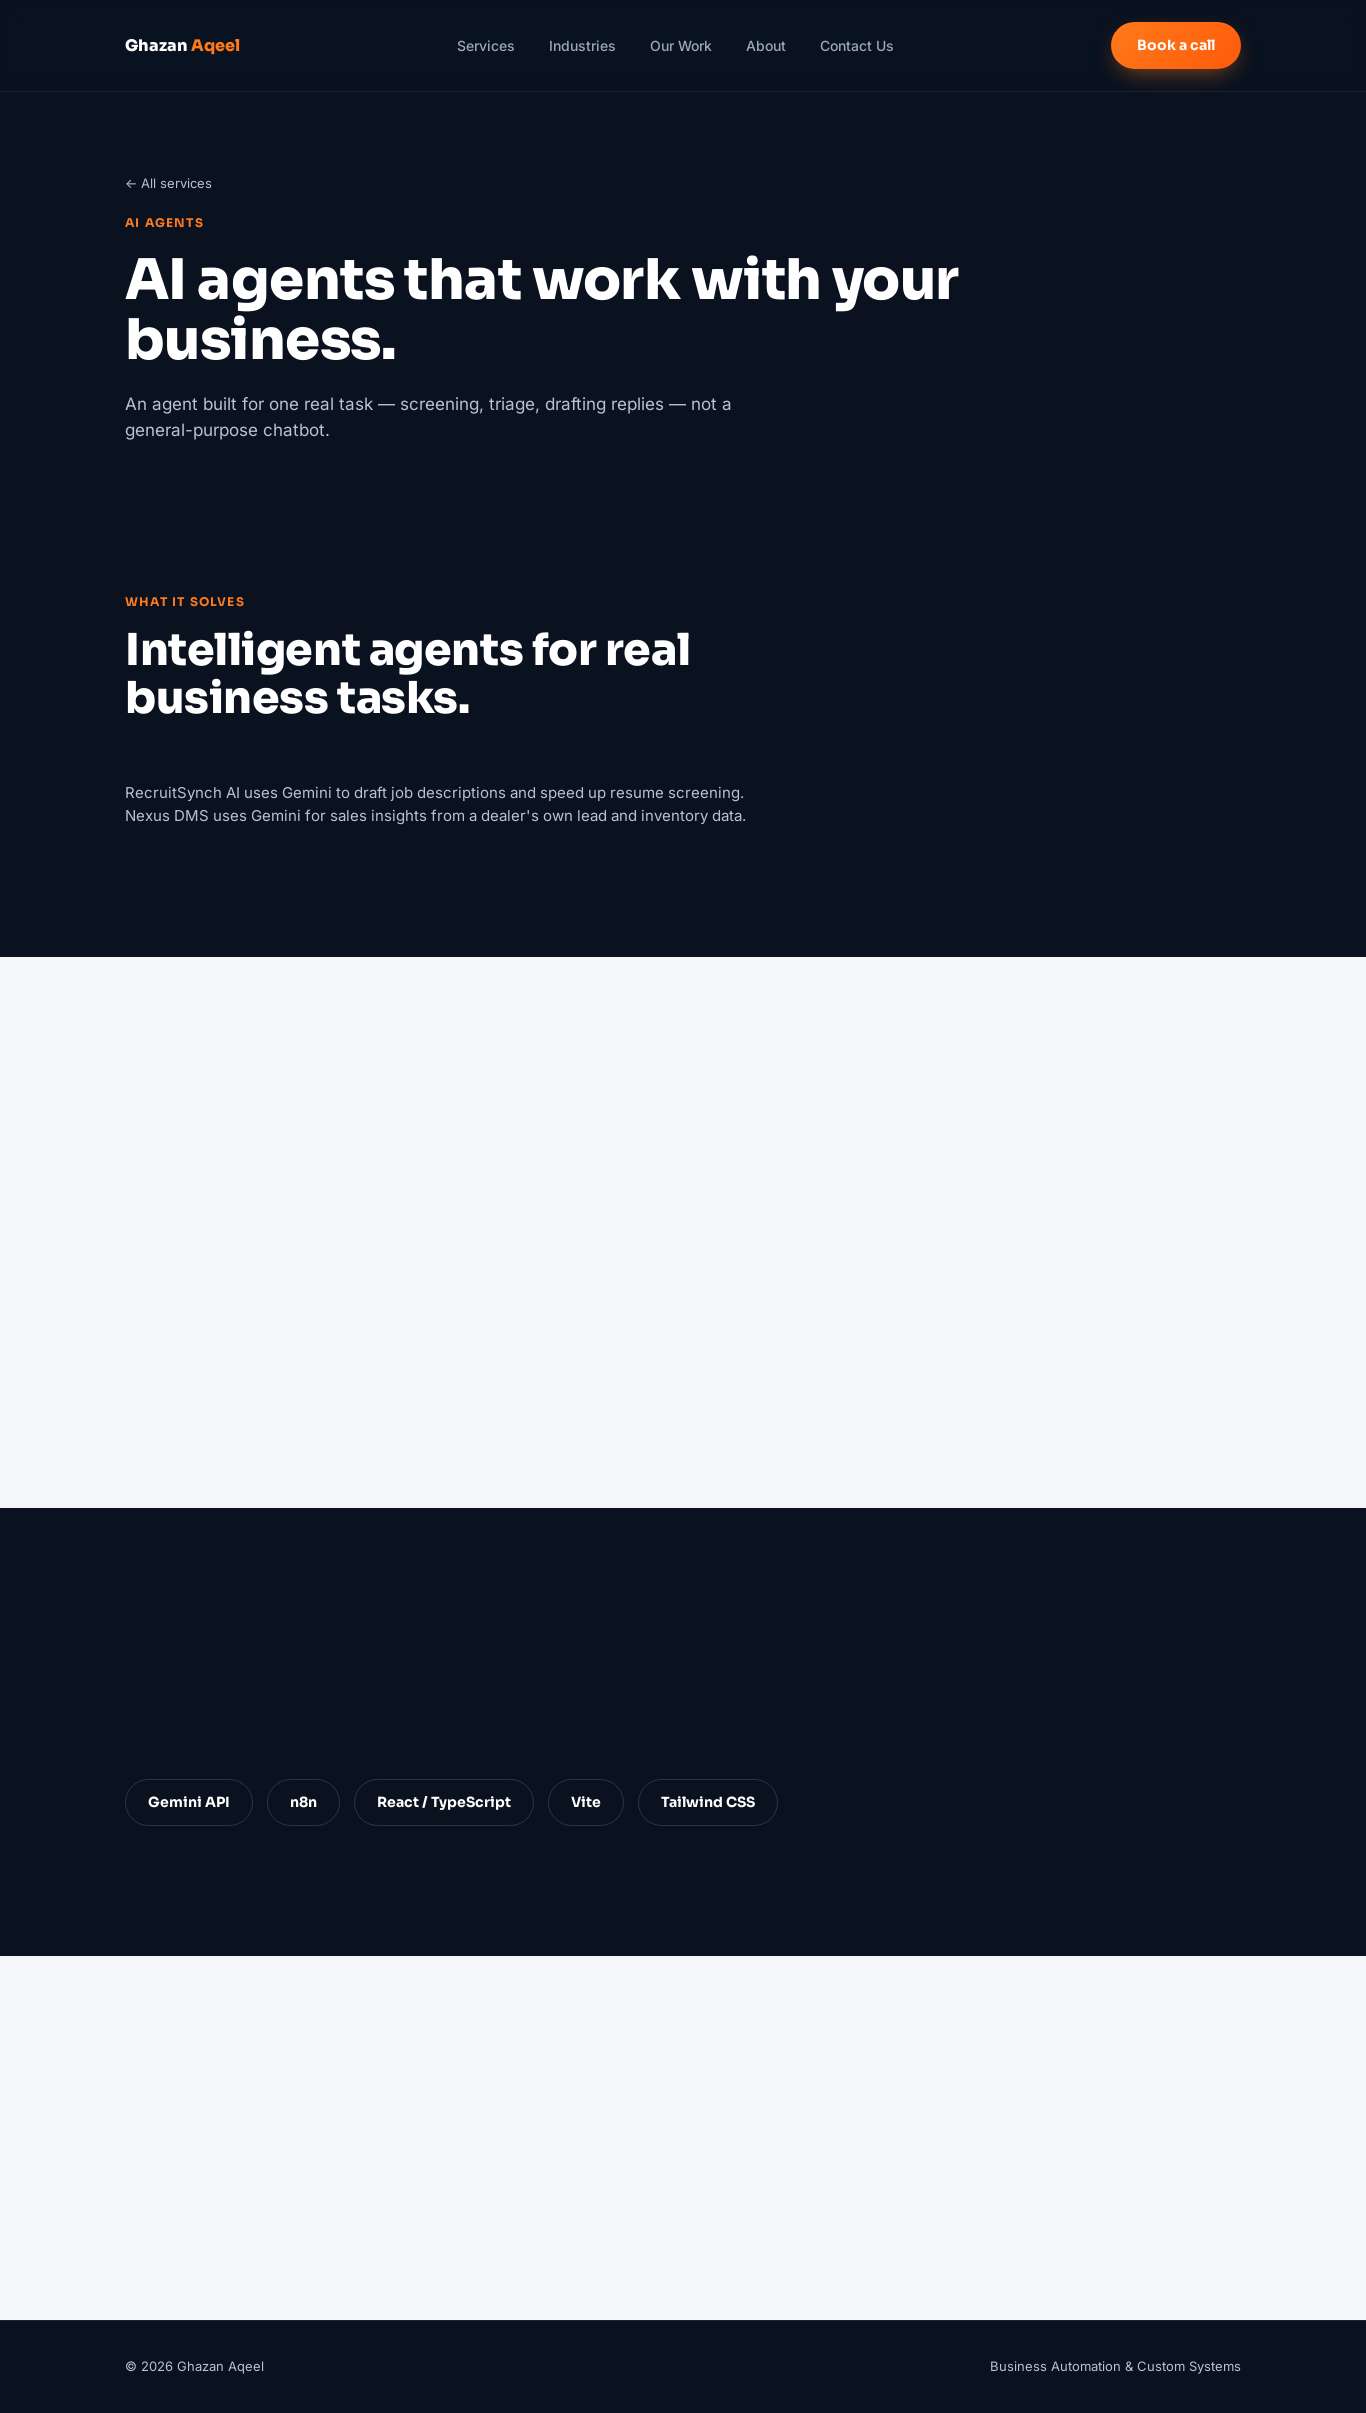 Ghazan Aqeel
Services Industries Our Work About Contact Us
Book a call
← All services
AI AGENTS
AI agents that work with your
business.
An agent built for one real task — screening, triage, drafting replies — not a
general-purpose chatbot.
WHAT IT SOLVES
Intelligent agents for real
business tasks.
RecruitSynch AI uses Gemini to draft job descriptions and speed up resume screening.
Nexus DMS uses Gemini for sales insights from a dealer's own lead and inventory data.
Gemini API n8n React / TypeScript Vite Tailwind CSS
© 2026 Ghazan Aqeel
Business Automation & Custom Systems